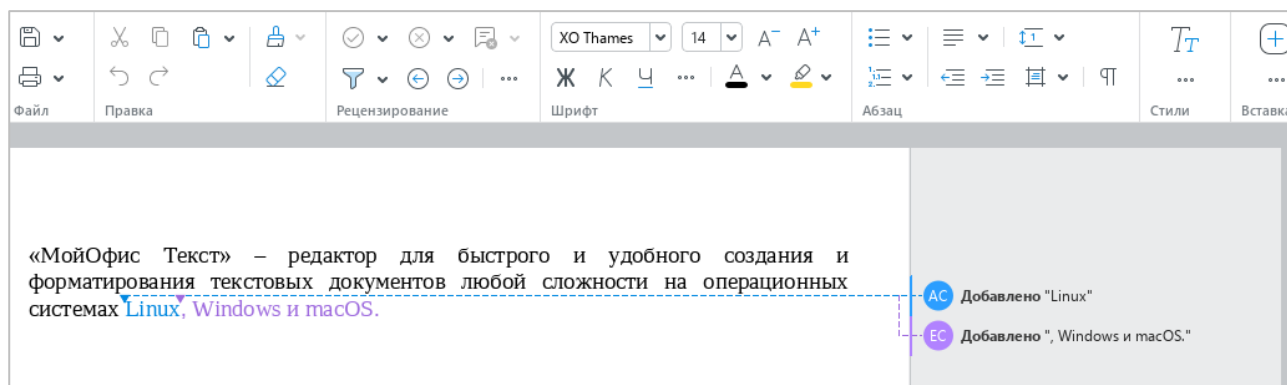 XO Thames 14 A⁻ A⁺
Ж К Ч A
Файл Правка Рецензирование Шрифт Абзац Стили Вставка
«МойОфис Текст» – редактор для быстрого и удобного создания и
форматирования текстовых документов любой сложности на операционных
системах Linux, Windows и macOS.
АС Добавлено "Linux"
ЕС Добавлено ", Windows и macOS."